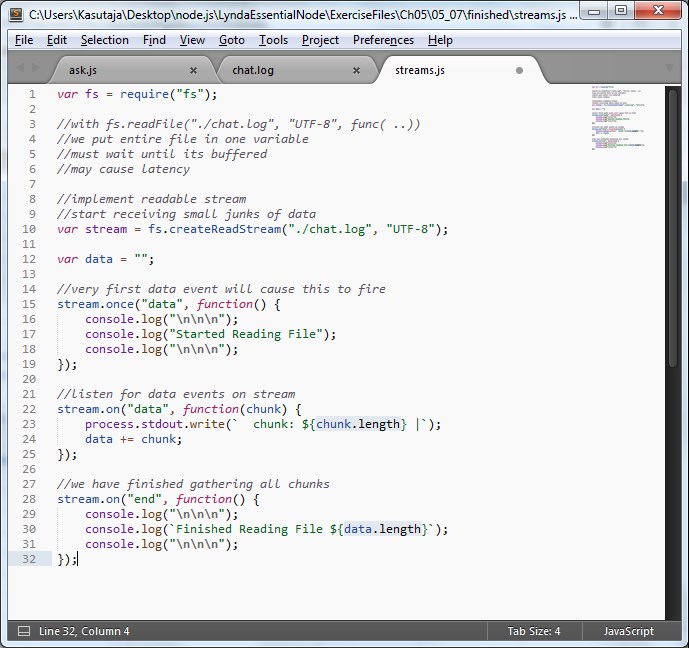 C:\Users\Kasutaja\Desktop\node.js\LyndaEssentialNode\ExerciseFiles\Ch05\05_07\finished\streams.js ...
File Edit Selection Find View Goto Tools Project Preferences Help
ask.js × chat.log × streams.js
1 var fs = require("fs");
2
3 //with fs.readFile("./chat.log", "UTF-8", func( ..))
4 //we put entire file in one variable
5 //must wait until its buffered
6 //may cause latency
7
8 //implement readable stream
9 //start receiving small junks of data
10 var stream = fs.createReadStream("./chat.log", "UTF-8");
11
12 var data = "";
13
14 //very first data event will cause this to fire
15 stream.once("data", function() {
16     console.log("\n\n\n");
17     console.log("Started Reading File");
18     console.log("\n\n\n");
19 });
20
21 //listen for data events on stream
22 stream.on("data", function(chunk) {
23     process.stdout.write(`  chunk: ${chunk.length} |`);
24     data += chunk;
25 });
26
27 //we have finished gathering all chunks
28 stream.on("end", function() {
29     console.log("\n\n\n");
30     console.log(`Finished Reading File ${data.length}`);
31     console.log("\n\n\n");
32 });
Line 32, Column 4 Tab Size: 4 JavaScript